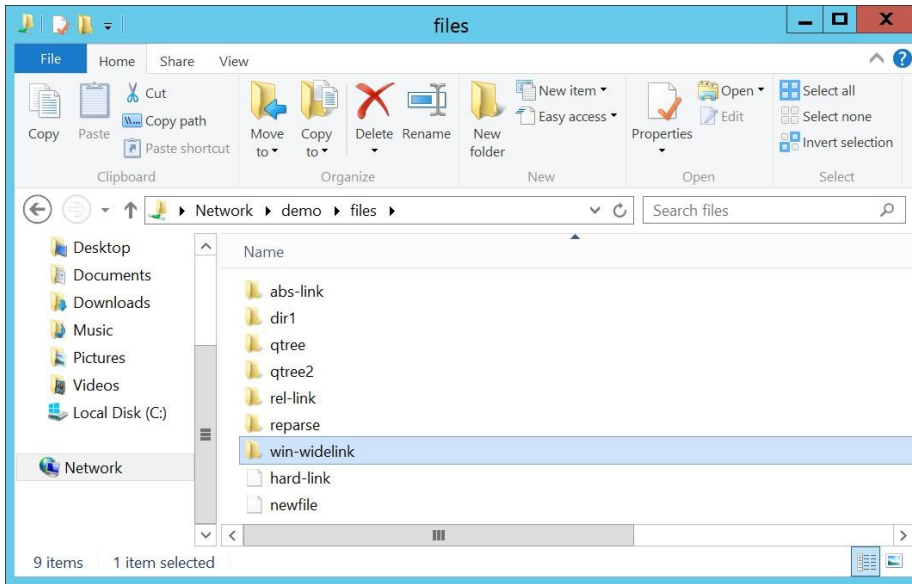 files
File Home Share View
Copy
Paste
Cut
Copy path
Paste shortcut
Clipboard
Move to
Copy to
Delete
Rename
Organize
New folder
New item
Easy access
New
Properties
Open
Edit
Open
Select all
Select none
Invert selection
Select
Network demo files
Search files
Desktop
Documents
Downloads
Music
Pictures
Videos
Local Disk (C:)
Network
Name
abs-link
dir1
qtree
qtree2
rel-link
reparse
win-widelink
hard-link
newfile
9 items 1 item selected